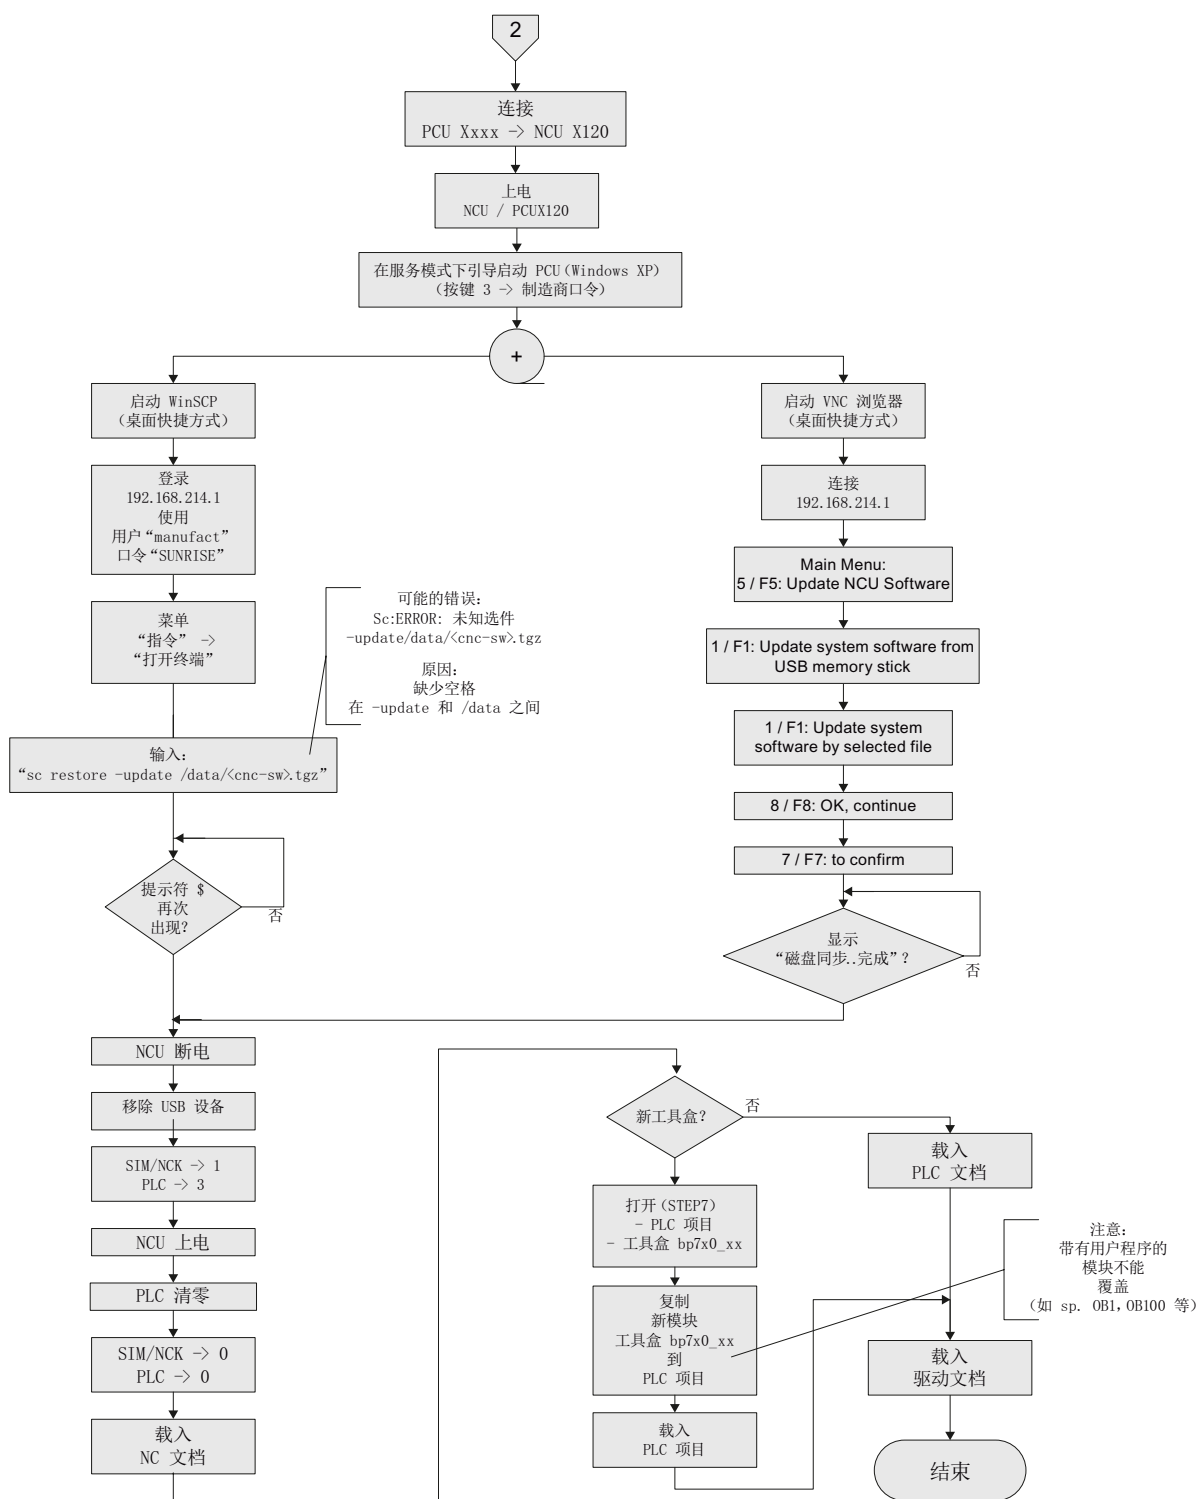 2
连接
PCU Xxxx -> NCU X120
上电
NCU / PCUX120
在服务模式下引导启动 PCU(Windows XP)
(按键 3 -> 制造商口令)
+
启动 WinSCP
(桌面快捷方式)
登录
192.168.214.1
使用
用户“manufact”
口令“SUNRISE”
菜单
“指令” ->
“打开终端”
可能的错误:
Sc:ERROR: 未知选件
-update/data/<cnc-sw>.tgz
原因:
缺少空格
在 -update 和 /data 之间
输入:
“sc restore -update /data/<cnc-sw>.tgz”
提示符 $
再次
出现?
否
启动 VNC 浏览器
(桌面快捷方式)
连接
192.168.214.1
Main Menu:
5 / F5: Update NCU Software
1 / F1: Update system software from
USB memory stick
1 / F1: Update system
software by selected file
8 / F8: OK, continue
7 / F7: to confirm
显示
“磁盘同步..完成”?
否
NCU 断电
移除 USB 设备
SIM/NCK -> 1
PLC -> 3
NCU 上电
PLC 清零
SIM/NCK -> 0
PLC -> 0
载入
NC 文档
新工具盒?
否
打开(STEP7)
- PLC 项目
- 工具盒 bp7x0_xx
复制
新模块
工具盒 bp7x0_xx
到
PLC 项目
载入
PLC 项目
载入
PLC 文档
注意:
带有用户程序的
模块不能
覆盖
(如 sp. OB1,OB100 等)
载入
驱动文档
结束